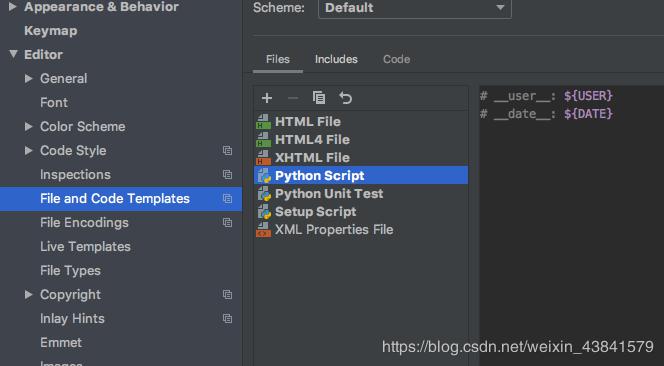 Appearance & Behavior
Keymap
Editor
General
Font
Color Scheme
Code Style
Inspections
File and Code Templates
File Encodings
Live Templates
File Types
Copyright
Inlay Hints
Emmet
Images
Scheme: Default
Files Includes Code
HTML File
HTML4 File
XHTML File
Python Script
Python Unit Test
Setup Script
XML Properties File
# __user__: ${USER}
# __date__: ${DATE}
https://blog.csdn.net/weixin_43841579